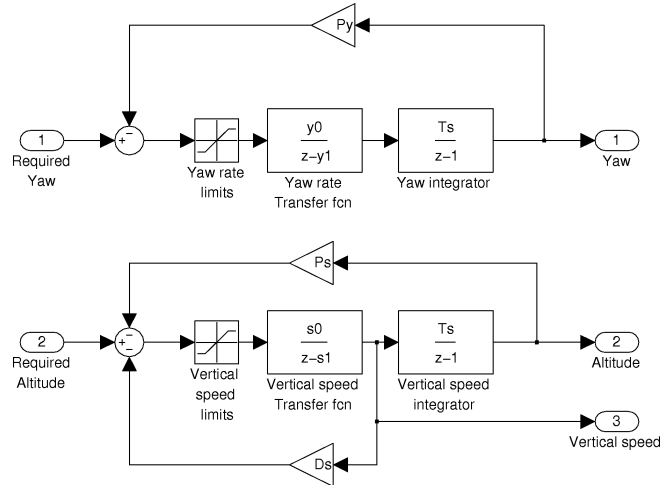 Py
1
Required
Yaw
+
−
Yaw rate
limits
y0
z−y1
Yaw rate
Transfer fcn
Ts
z−1
Yaw integrator
1
Yaw
Ps
2
Required
Altitude
+
−
−
Vertical
speed
limits
s0
z−s1
Vertical speed
Transfer fcn
Ts
z−1
Vertical speed
integrator
2
Altitude
3
Vertical speed
Ds